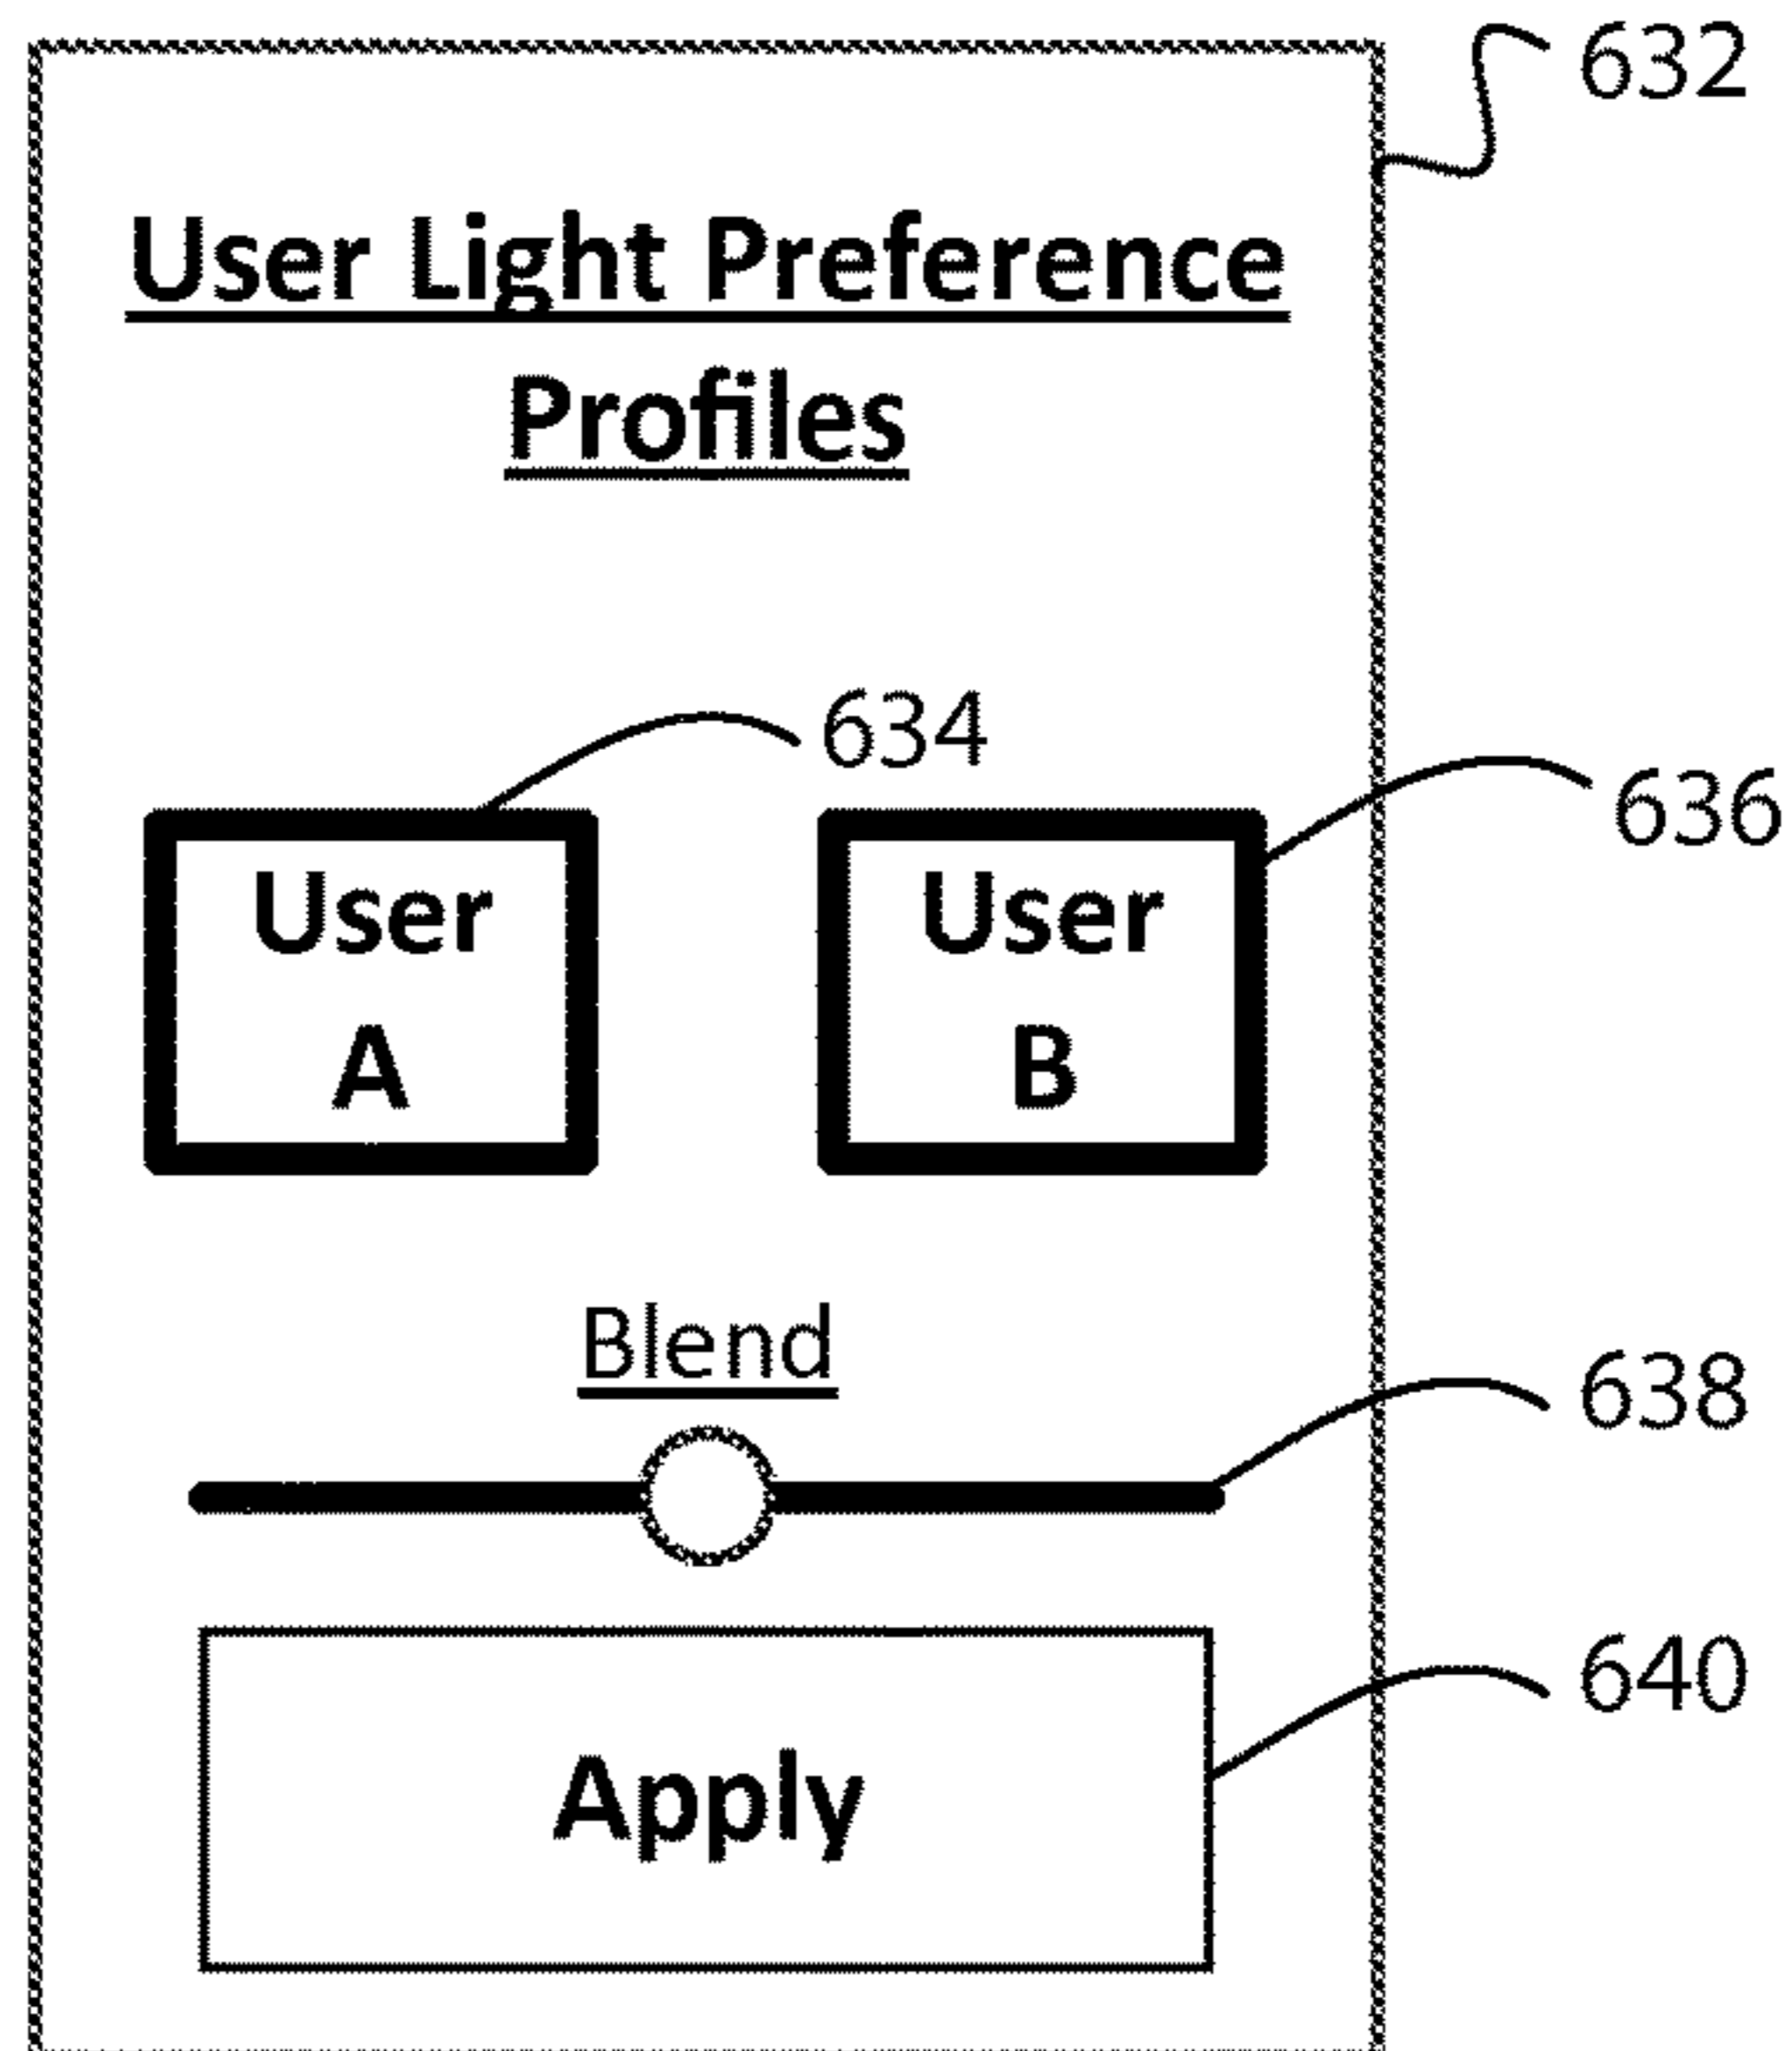 632
User Light Preference
Profiles
634
636
User
A
User
B
Blend
638
640
Apply